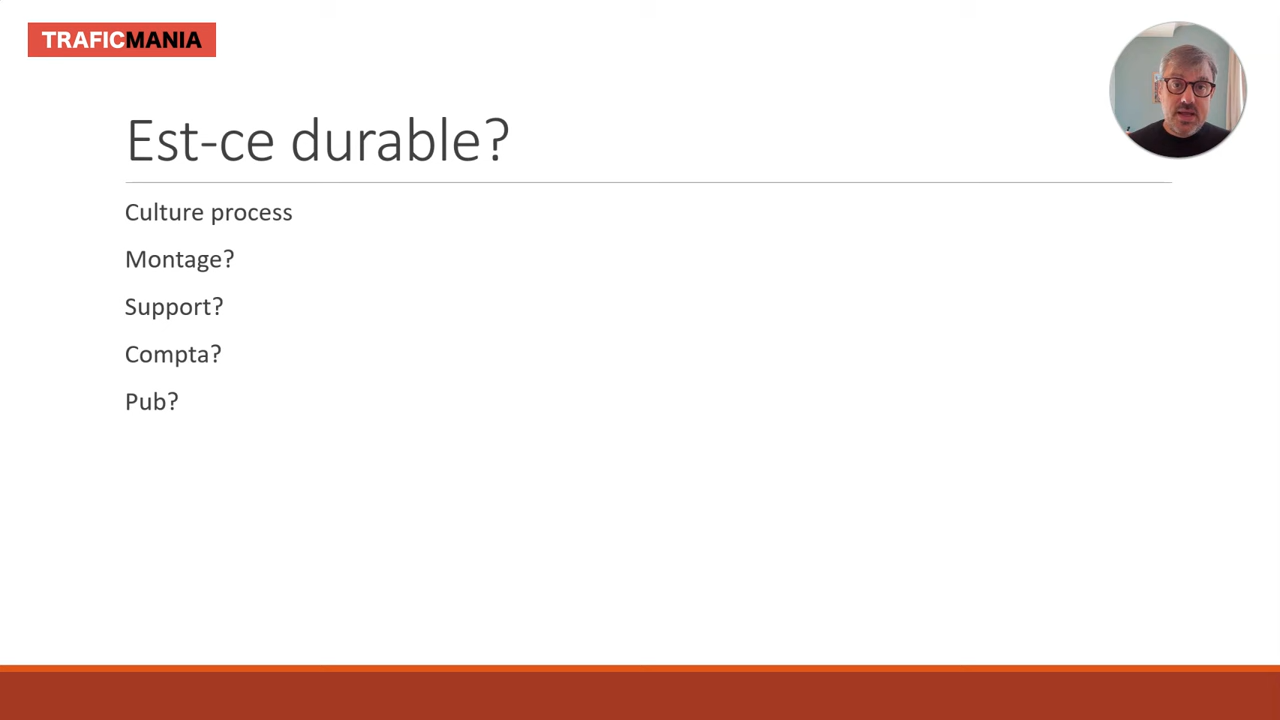 TRAFICMANIA
Est-ce durable?
Culture process
Montage?
Support?
Compta?
Pub?